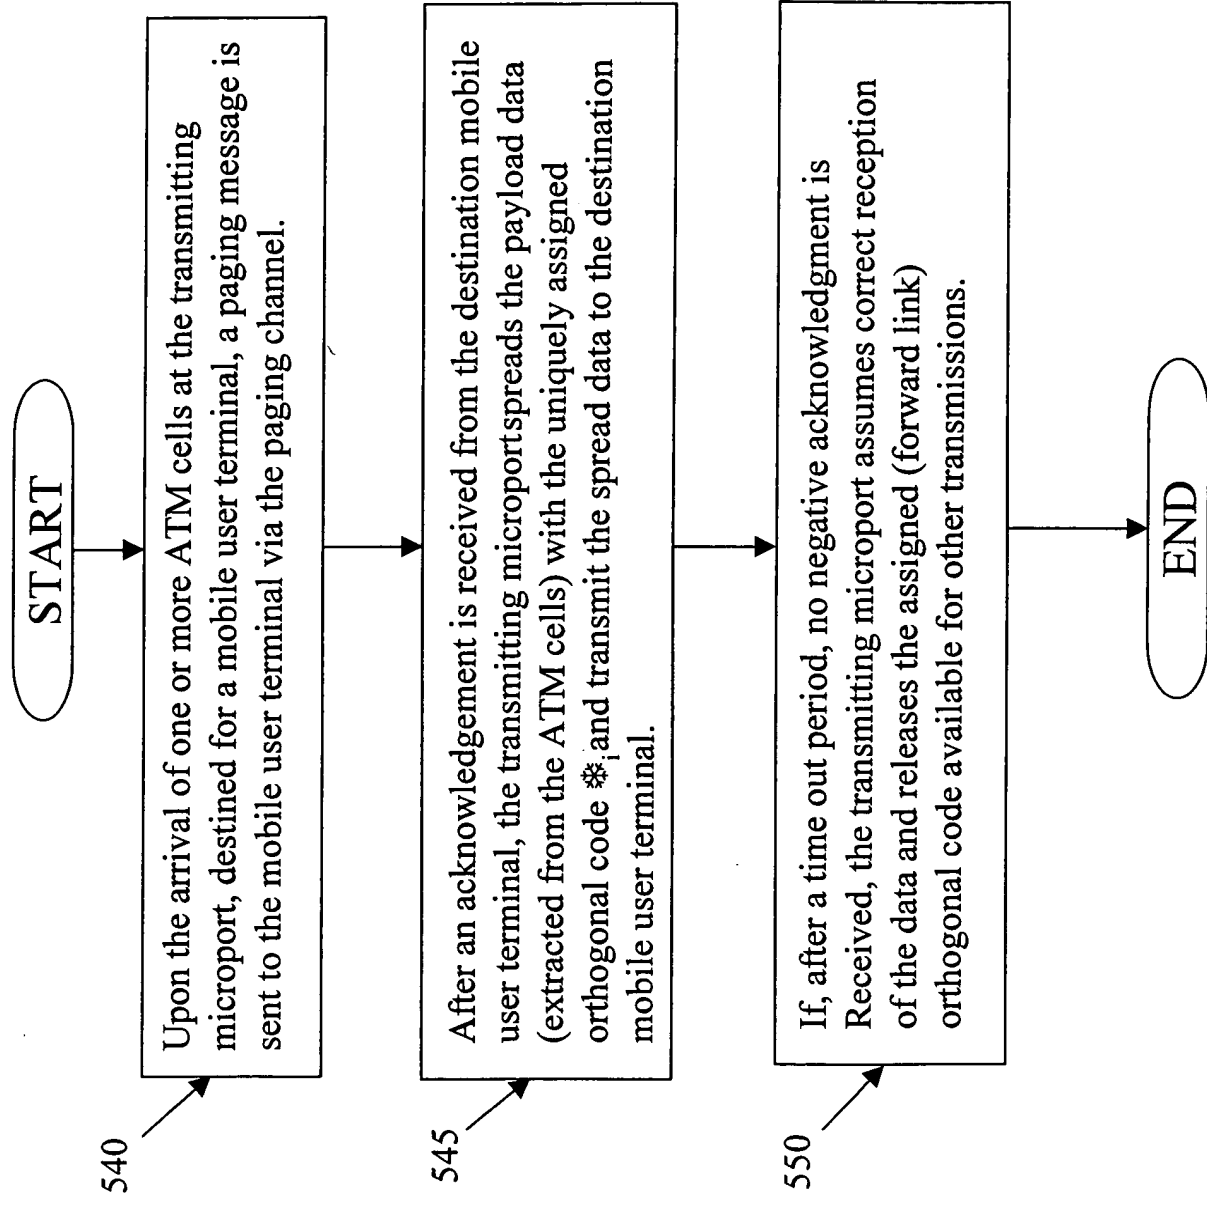 START
540
Upon the arrival of one or more ATM cells at the transmitting
microport, destined for a mobile user terminal, a paging message is
sent to the mobile user terminal via the paging channel.
545
After an acknowledgement is received from the destination mobile
user terminal, the transmitting microportspreads the payload data
(extracted from the ATM cells) with the uniquely assigned
orthogonal code ❄i and transmit the spread data to the destination
mobile user terminal.
550
If, after a time out period, no negative acknowledgment is
Received, the transmitting microport assumes correct reception
of the data and releases the assigned (forward link)
orthogonal code available for other transmissions.
END